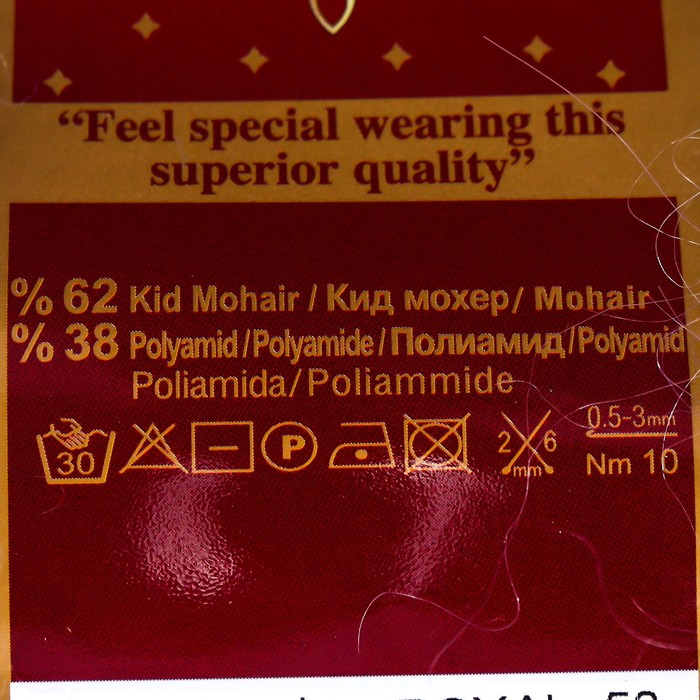 “Feel special wearing this
superior quality”
% 62 Kid Mohair / Кид мохер / Mohair
% 38 Polyamid / Polyamide / Полиамид / Polyamid
Poliamida / Poliammide
30 P 2 6 mm 0.5-3mm
Nm 10